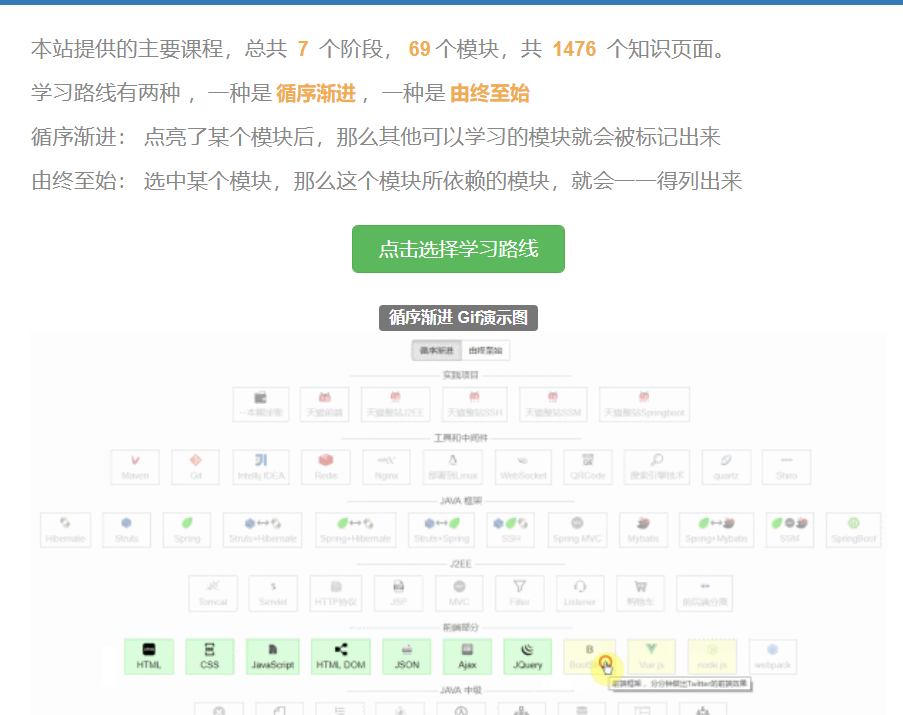 本站提供的主要课程，总共 7 个阶段， 69 个模块，共 1476 个知识页面。
学习路线有两种 ，一种是 循序渐进 ，一种是 由终至始
循序渐进： 点亮了某个模块后，那么其他可以学习的模块就会被标记出来
由终至始： 选中某个模块，那么这个模块所依赖的模块，就会一一得列出来
点击选择学习路线
循序渐进 Gif演示图
循序渐进 由终至始
实践项目
一本糊涂账 天猫前端 天猫整站J2EE 天猫整站SSH 天猫整站SSM 天猫整站Springboot
工具和中间件
Maven Git Intellij IDEA Redis Nginx 部署到Linux WebSocket QRCode 搜索引擎技术 quartz Shiro
JAVA 框架
Hibernate Struts Spring Struts+Hibernate Spring+Hibernate Struts+Spring SSH Spring MVC Mybatis Spring+Mybatis SSM SpringBoot
J2EE
Tomcat Servlet HTTP协议 JSP MVC Filter Listener 购物车 前后端分离
前端部分
HTML CSS JavaScript HTML DOM JSON Ajax JQuery Vue.js node.js webpack
前端框架，分分钟做出Twitter的前端效果
JAVA 中级